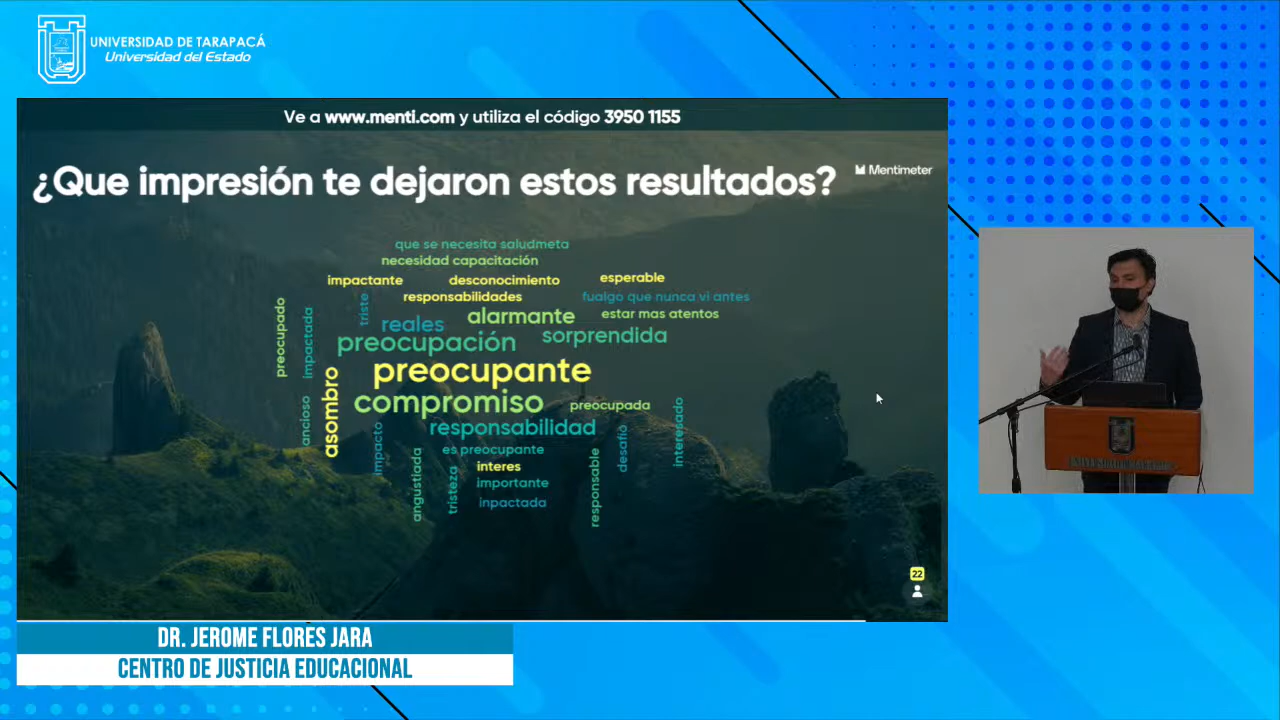 UNIVERSIDAD DE TARAPACÁ
Universidad del Estado
Ve a www.menti.com y utiliza el código 3950 1155
¿Que impresión te dejaron estos resultados?
Mentimeter
que se necesita saludmeta
necesidad capacitación
impactante
desconocimiento
esperable
responsabilidades
fualgo que nunca vi antes
preocupado
impactada
triste
reales
alarmante
estar mas atentos
preocupación
sorprendida
preocupante
asombro
compromiso
preocupada
ancioso
responsabilidad
impacto
es preocupante
desafio
interesado
angustiada
tristeza
interes
importante
inpactada
responsable
22
DR. JEROME FLORES JARA
CENTRO DE JUSTICIA EDUCACIONAL